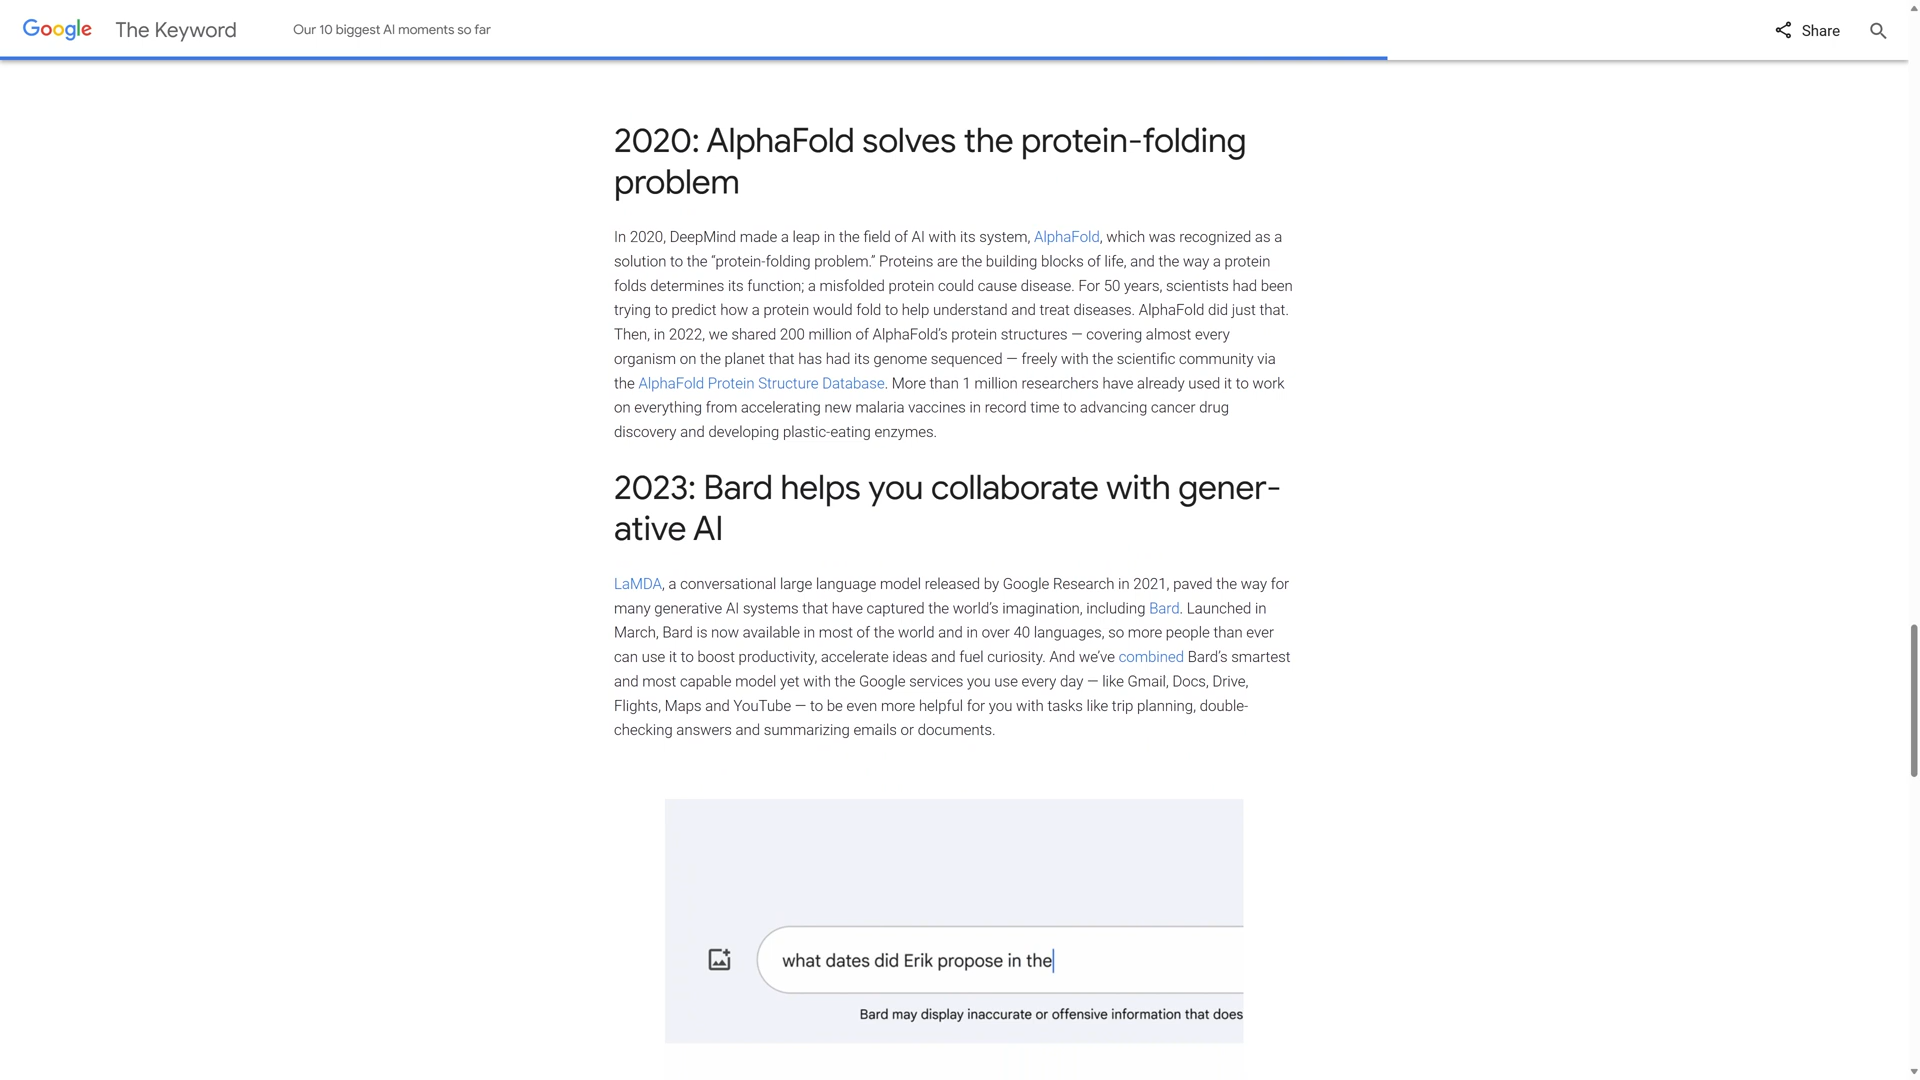 Google The Keyword Our 10 biggest AI moments so far Share
2020: AlphaFold solves the protein-folding
problem
In 2020, DeepMind made a leap in the field of AI with its system, AlphaFold, which was recognized as a
solution to the “protein-folding problem.” Proteins are the building blocks of life, and the way a protein
folds determines its function; a misfolded protein could cause disease. For 50 years, scientists had been
trying to predict how a protein would fold to help understand and treat diseases. AlphaFold did just that.
Then, in 2022, we shared 200 million of AlphaFold’s protein structures — covering almost every
organism on the planet that has had its genome sequenced — freely with the scientific community via
the AlphaFold Protein Structure Database. More than 1 million researchers have already used it to work
on everything from accelerating new malaria vaccines in record time to advancing cancer drug
discovery and developing plastic-eating enzymes.
2023: Bard helps you collaborate with gener-
ative AI
LaMDA, a conversational large language model released by Google Research in 2021, paved the way for
many generative AI systems that have captured the world’s imagination, including Bard. Launched in
March, Bard is now available in most of the world and in over 40 languages, so more people than ever
can use it to boost productivity, accelerate ideas and fuel curiosity. And we’ve combined Bard’s smartest
and most capable model yet with the Google services you use every day — like Gmail, Docs, Drive,
Flights, Maps and YouTube — to be even more helpful for you with tasks like trip planning, double-
checking answers and summarizing emails or documents.
what dates did Erik propose in the
Bard may display inaccurate or offensive information that does